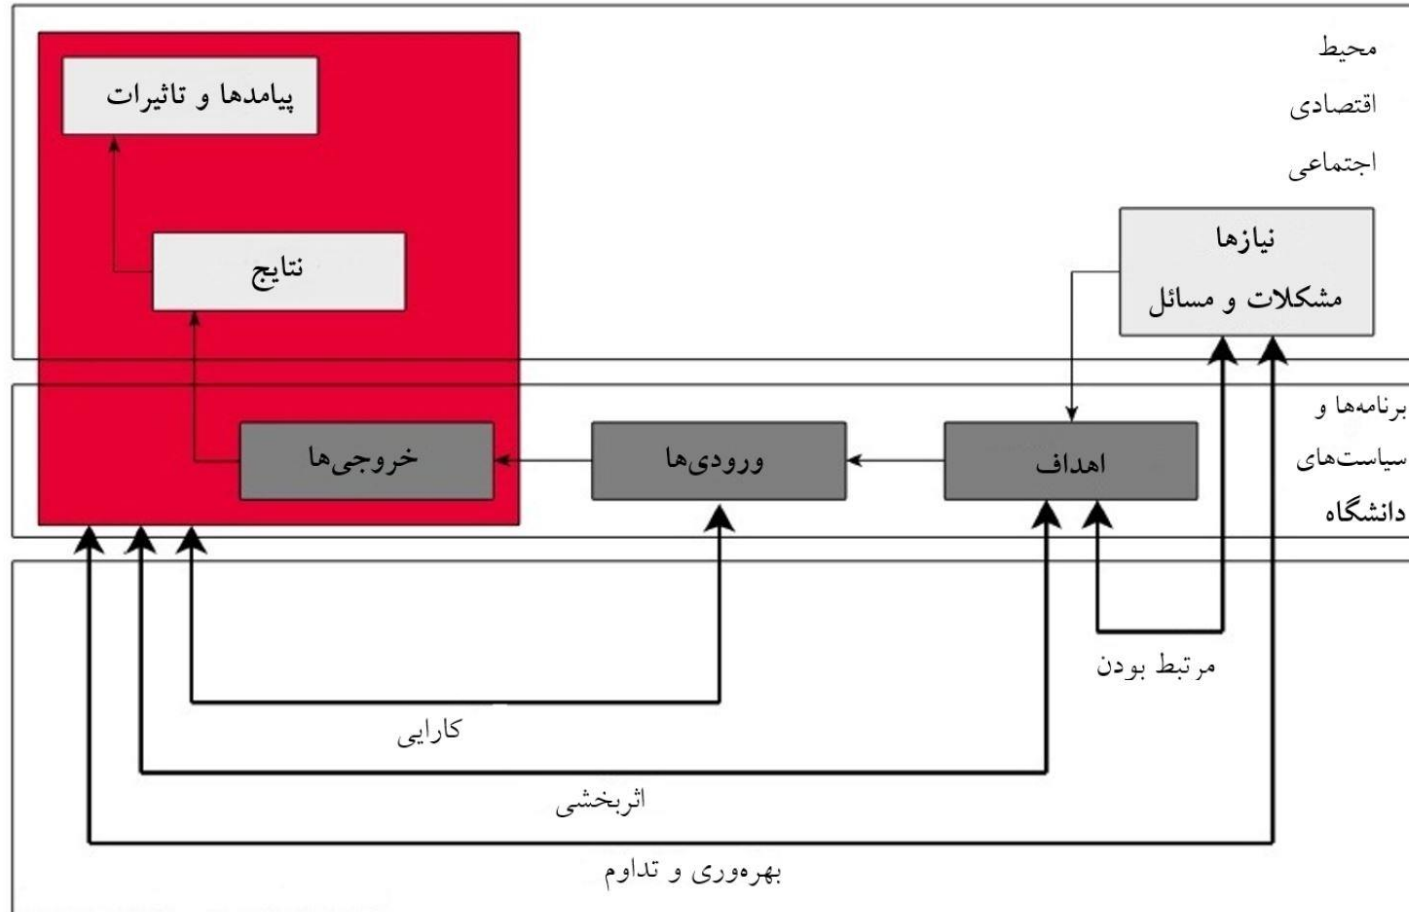 محیط
اقتصادی
اجتماعی
نیازها
مشکلات و مسائل
پیامدها و تاثیرات
نتایج
برنامه‌ها و
سیاست‌های
دانشگاه
اهداف
ورودی‌ها
خروجی‌ها
مرتبط بودن
کارایی
اثربخشی
بهره‌وری و تداوم